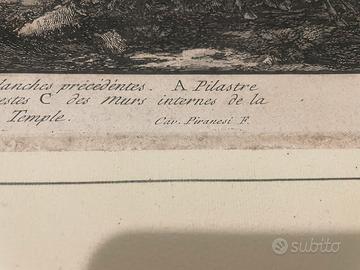 lanches précédentes. A Pilastre
estes C des Murs internes de la
Temple.
Cav. Piranesi F.
subito